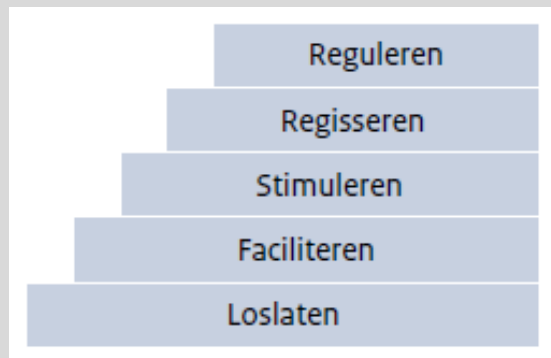 Reguleren
Regisseren
Stimuleren
Faciliteren
Loslaten